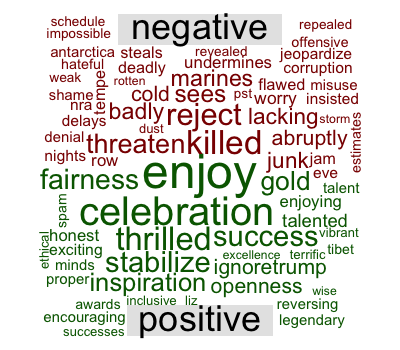 schedule negative repealed
impossible offensive
antarctica steals revealed jeopardize
hateful deadly undermines corruption
weak temper rotten marines flawed misuse
shame cold sees pst worry insisted
nra badly reject lacking storm
delays dust
denial threaten killed abruptly estimates
nights row junk jam
eve
fairness enjoy gold talent
spam celebration enjoying
talented
honest thrilled success vibrant
ethical exciting excellence terrific tibet
minds stabilize ignoretrump
proper inspiration openness wise
awards inclusive liz reversing
encouraging positive legendary
successes